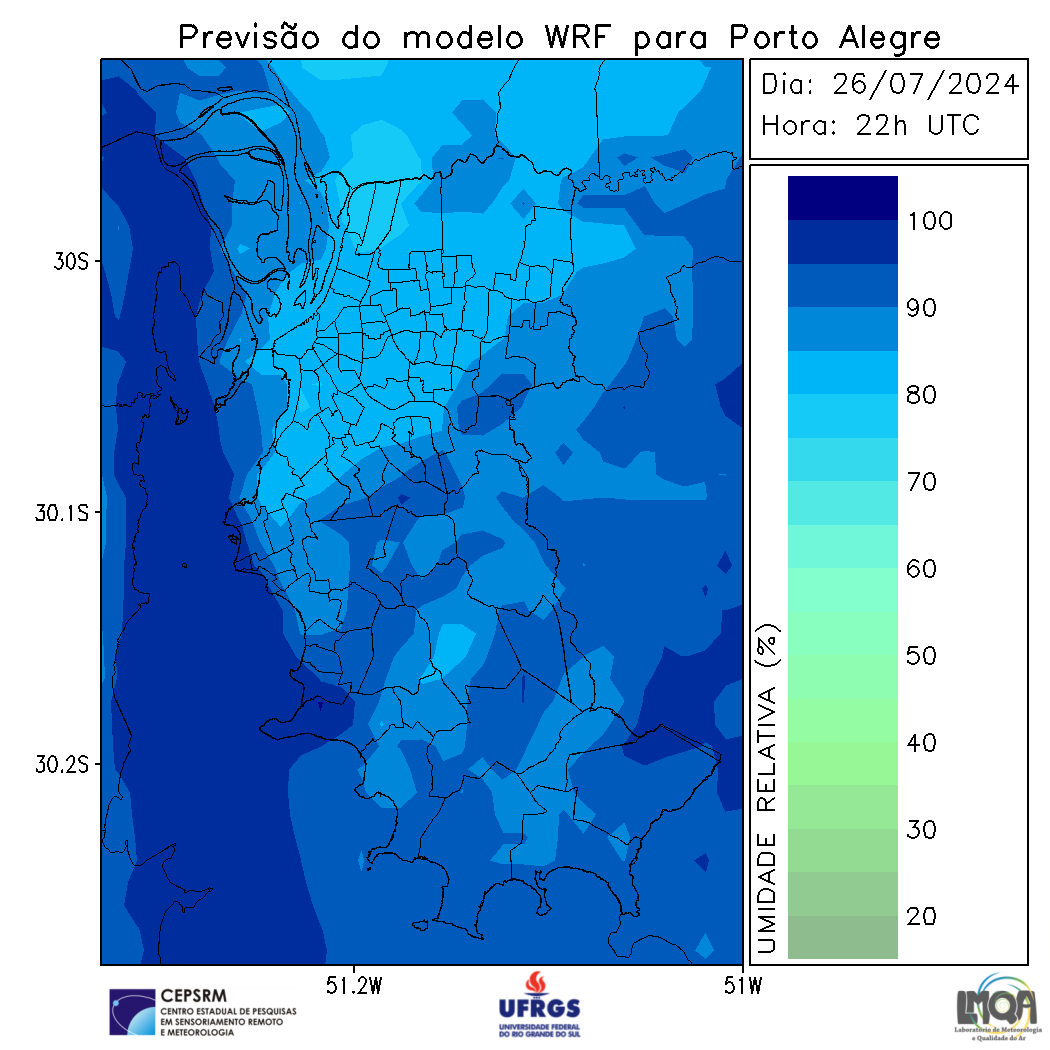 Previsão do modelo WRF para Porto Alegre
Dia: 26/07/2024
Hora: 22h UTC
30S
30.1S
30.2S
51.2W
51W
100
90
80
70
60
50
40
30
20
UMIDADE RELATIVA (%)
CEPSRM
CENTRO ESTADUAL DE PESQUISAS
EM SENSORIAMENTO REMOTO
E METEOROLOGIA
UFRGS
UNIVERSIDADE FEDERAL
DO RIO GRANDE DO SUL
LMQA
Laboratório de Meteorologia
e Qualidade do Ar